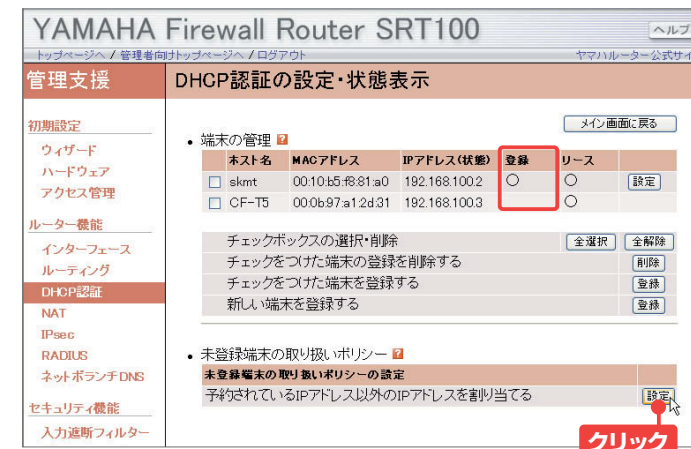 YAMAHA Firewall Router SRT100
ヘルプ
トップページへ / 管理者向けトップページへ / ログアウト
ヤマハルーター公式サイ
管理支援
DHCP認証の設定・状態表示
メイン画面に戻る
初期設定
ウィザード
ハードウェア
アクセス管理
ルーター機能
インターフェース
ルーティング
DHCP認証
NAT
IPsec
RADIUS
ネットボランチDNS
セキュリティ機能
入力遮断フィルター
• 端末の管理 ?
ホスト名 MACアドレス IPアドレス(状態) 登録 リース
skmt 00:10:b5:f8:81:a0 192.168.100.2 ○ ○ 設定
CF-T5 00:0b:97:a1:2d:31 192.168.100.3 ○
チェックボックスの選択・削除 全選択 全解除
チェックをつけた端末の登録を削除する 削除
チェックをつけた端末を登録する 登録
新しい端末を登録する 登録
• 未登録端末の取り扱いポリシー ?
未登録端末の取り扱いポリシーの設定
予約されているIPアドレス以外のIPアドレスを割り当てる 設定
クリック